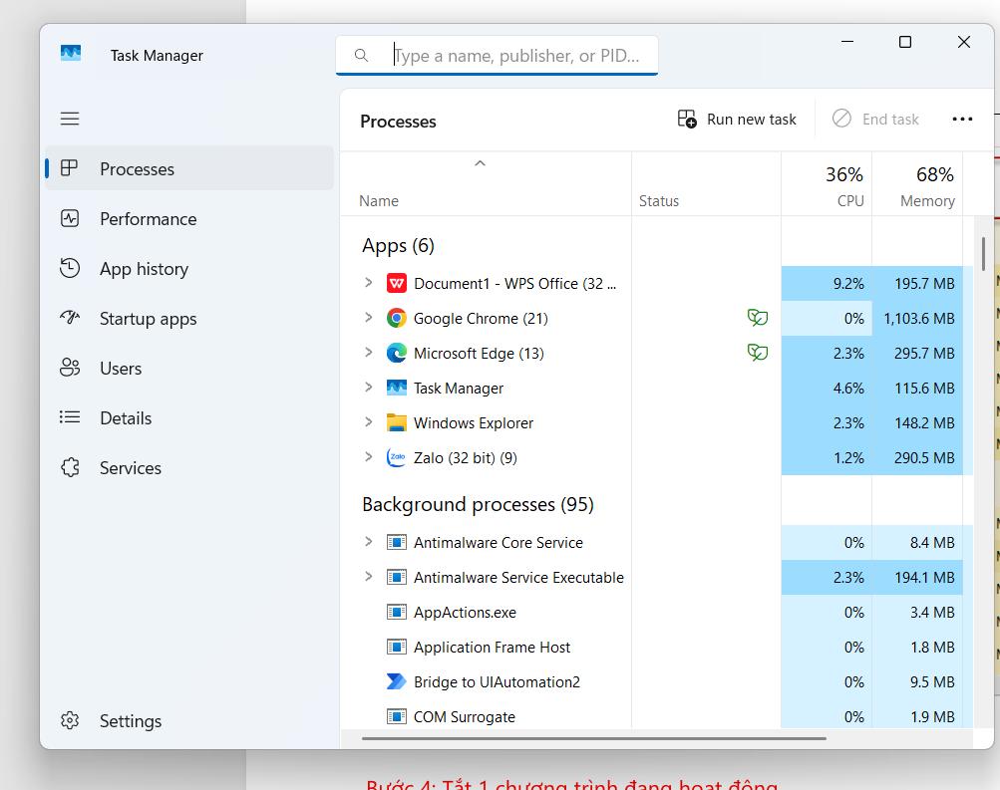 Task Manager
Type a name, publisher, or PID...
Processes
Run new task
End task
Processes
Performance
App history
Startup apps
Users
Details
Services
Settings
36% 68%
Name Status CPU Memory
Apps (6)
Document1 - WPS Office (32 ... 9.2% 195.7 MB
Google Chrome (21) 0% 1,103.6 MB
Microsoft Edge (13) 2.3% 295.7 MB
Task Manager 4.6% 115.6 MB
Windows Explorer 2.3% 148.2 MB
Zalo (32 bit) (9) 1.2% 290.5 MB
Background processes (95)
Antimalware Core Service 0% 8.4 MB
Antimalware Service Executable 2.3% 194.1 MB
AppActions.exe 0% 3.4 MB
Application Frame Host 0% 1.8 MB
Bridge to UIAutomation2 0% 9.5 MB
COM Surrogate 0% 1.9 MB
Bước 4: Tắt 1 chương trình đang hoạt động